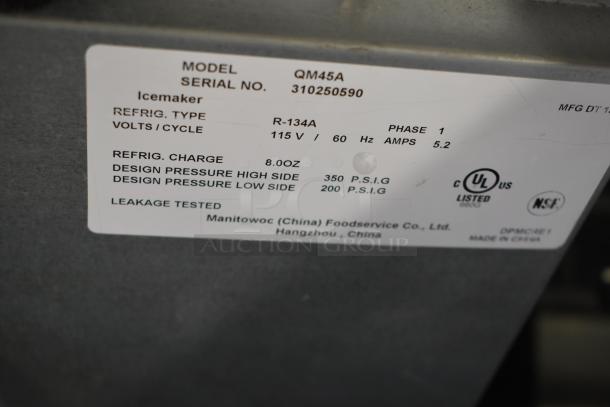 MODEL QM45A
SERIAL NO. 310250590
Icemaker MFG DT
REFRIG. TYPE R-134A PHASE 1
VOLTS / CYCLE 115 V / 60 Hz AMPS 5.2
REFRIG. CHARGE 8.0OZ
DESIGN PRESSURE HIGH SIDE 350 P.S.I.G
DESIGN PRESSURE LOW SIDE 200 P.S.I.G
C UL US
LISTED
NSF
LEAKAGE TESTED
Manitowoc (China) Foodservice Co., Ltd.
Hangzhou , China
MADE IN CHINA
AUCTION GROUP